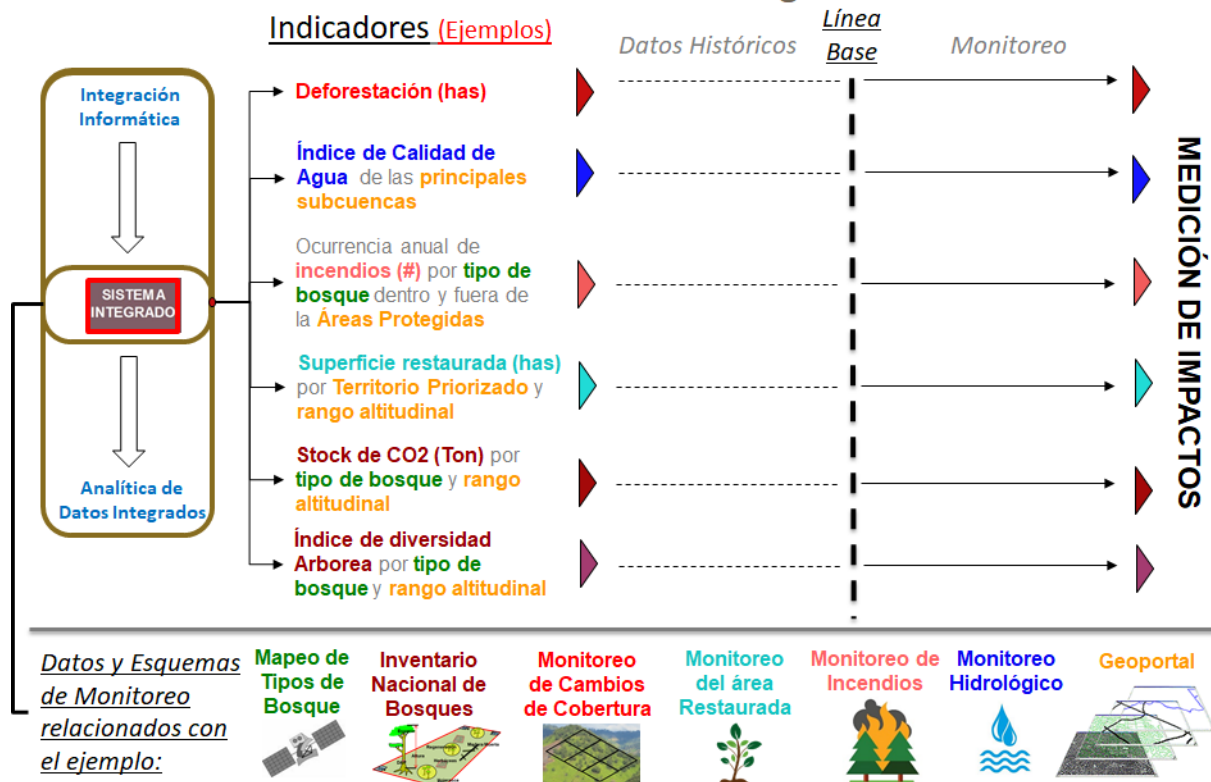 Indicadores (Ejemplos)
Datos Históricos
Línea
Base
Monitoreo
Integración
Informática
SISTEMA
INTEGRADO
Analítica de
Datos Integrados
Deforestación (has)
Índice de Calidad de
Agua de las principales
subcuencas
Ocurrencia anual de
incendios (#) por tipo de
bosque dentro y fuera de
la Áreas Protegidas
Superficie restaurada (has)
por Territorio Priorizado y
rango altitudinal
Stock de CO2 (Ton) por
tipo de bosque y rango
altitudinal
Índice de diversidad
Arborea por tipo de
bosque y rango altitudinal
MEDICIÓN DE IMPACTOS
Datos y Esquemas
de Monitoreo
relacionados con
el ejemplo:
Mapeo de
Tipos de
Bosque
Inventario
Nacional de
Bosques
Monitoreo
de Cambios
de Cobertura
Monitoreo
del área
Restaurada
Monitoreo de
Incendios
Monitoreo
Hidrológico
Geoportal